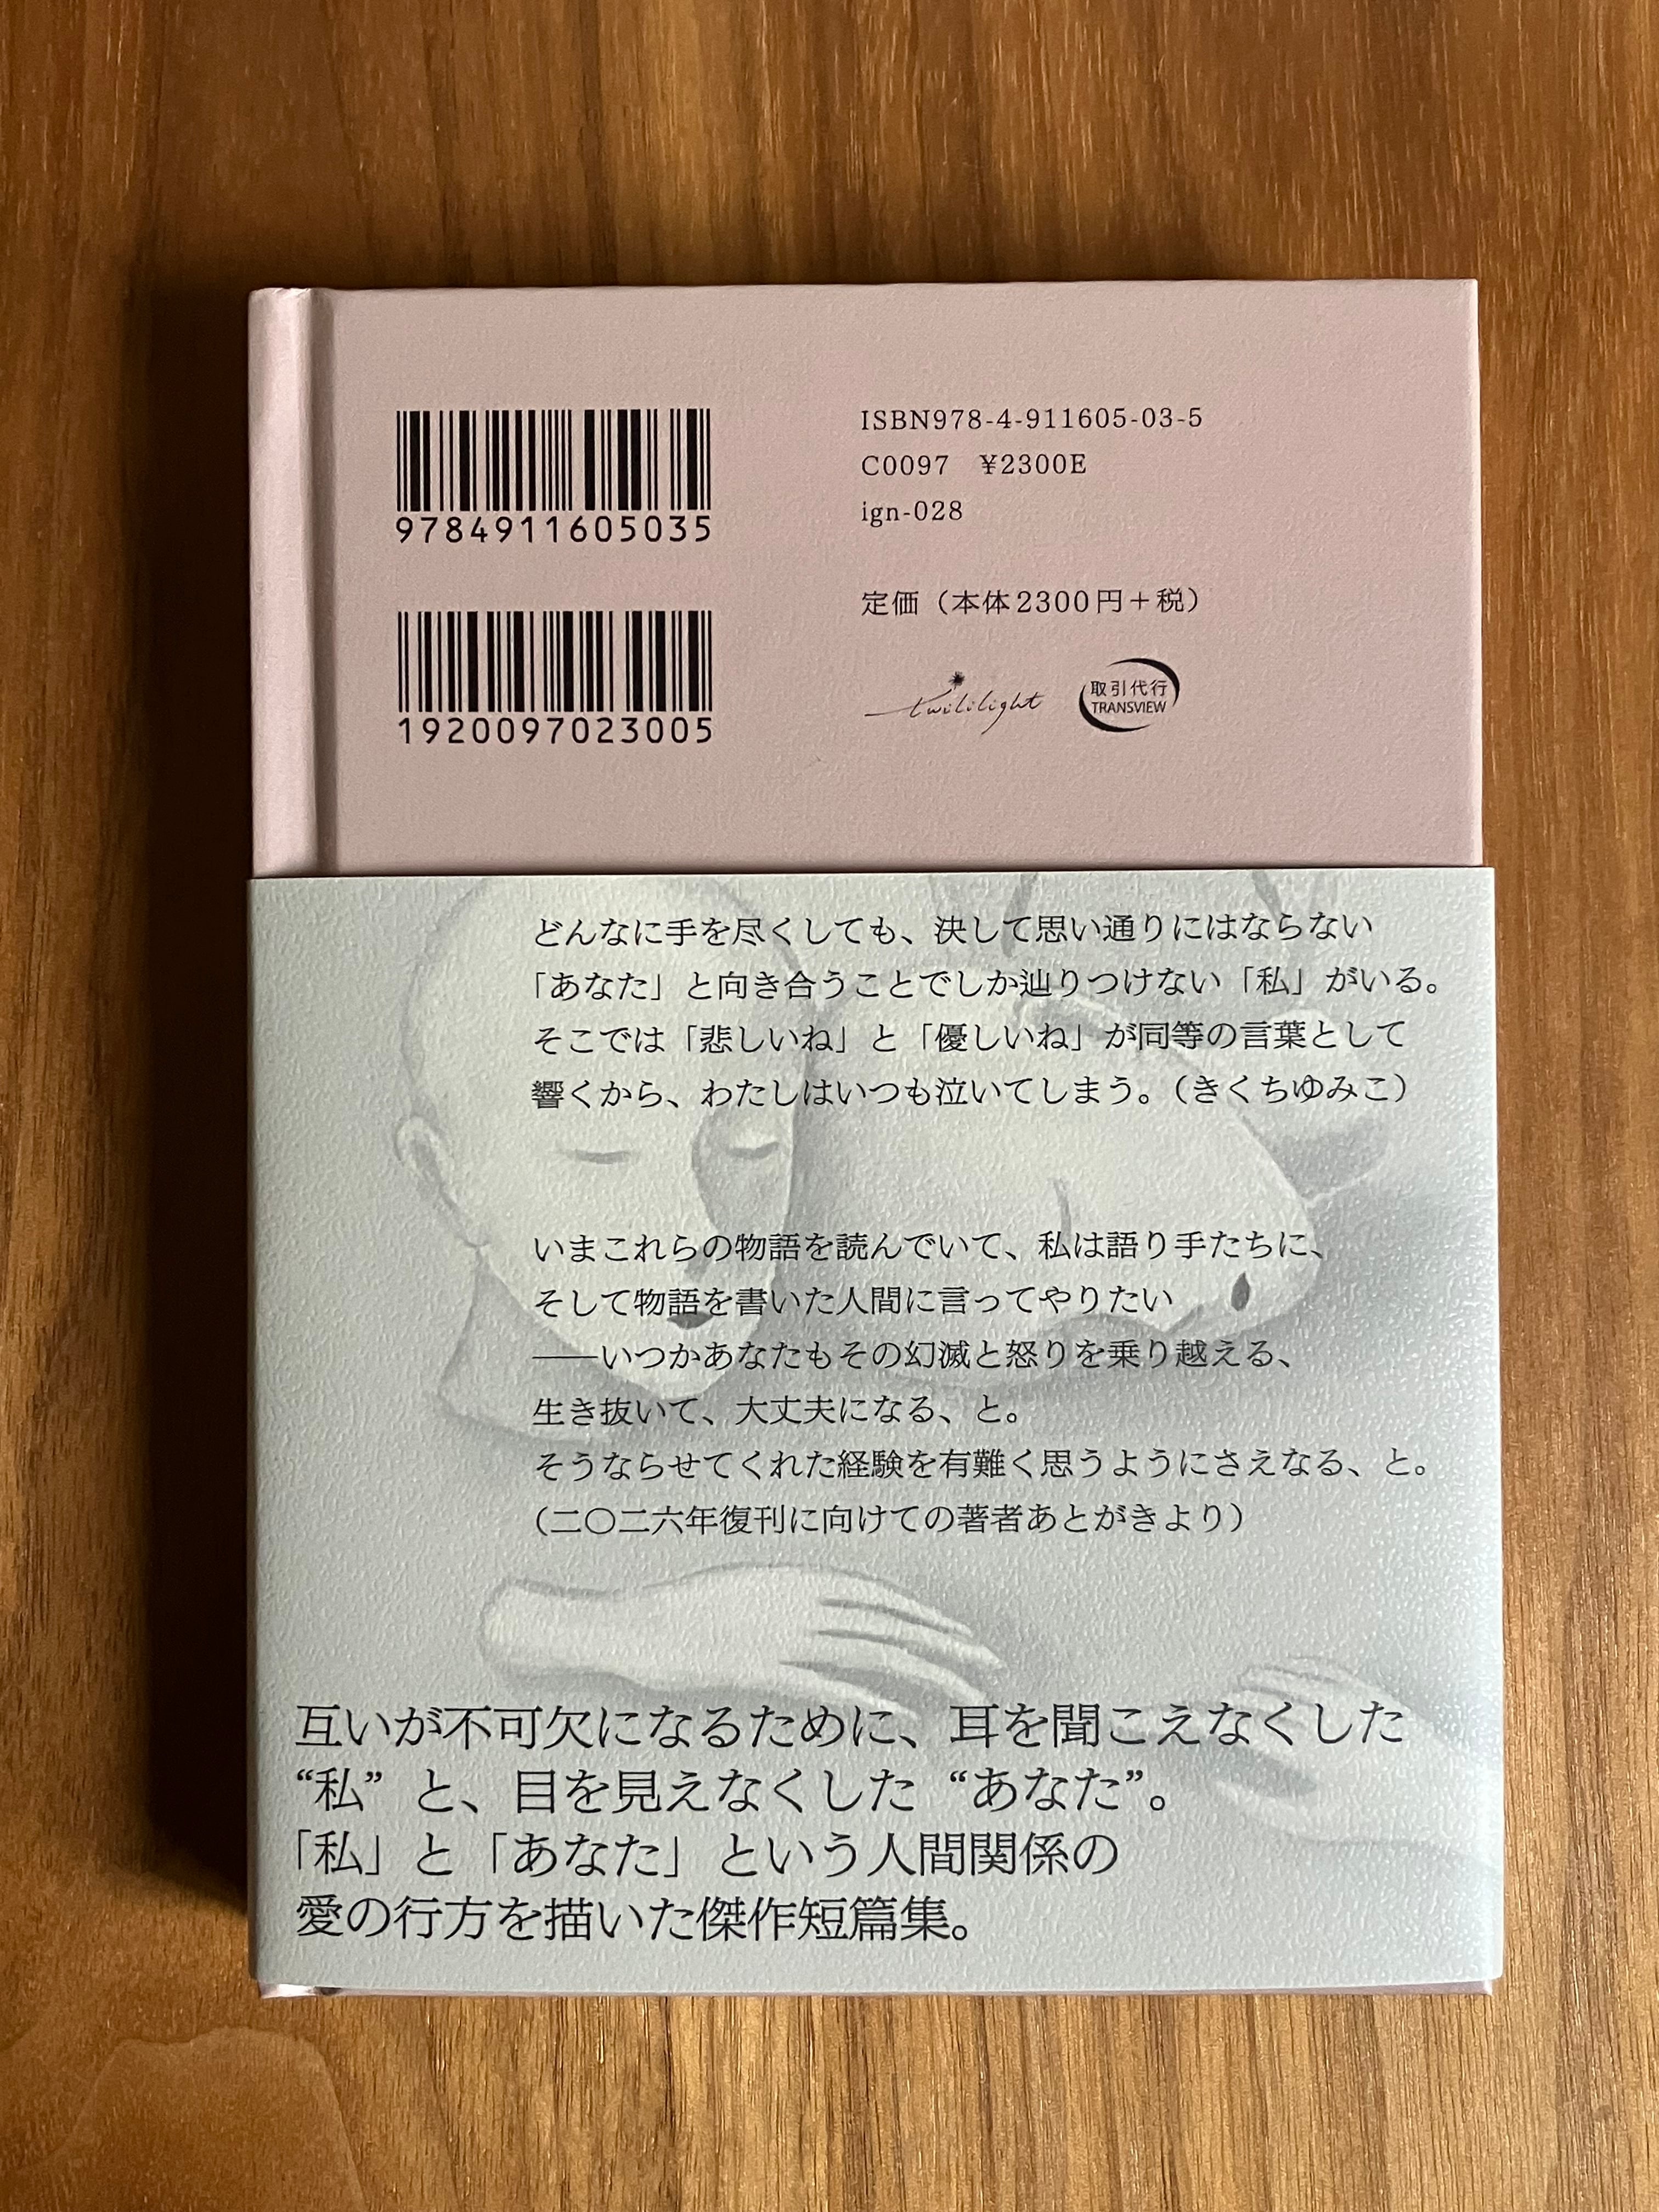 9784911605035
1920097023005
ISBN978-4-911605-03-5
C0097 ¥2300E
ign-028
定価（本体2300円＋税）
twililight
取引代行
TRANSVIEW
どんなに手を尽くしても、決して思い通りにはならない
「あなた」と向き合うことでしか辿りつけない「私」がいる。
そこでは「悲しいね」と「優しいね」が同等の言葉として
響くから、わたしはいつも泣いてしまう。（きくちゆみこ）
いまこれらの物語を読んでいて、私は語り手たちに、
そして物語を書いた人間に言ってやりたい
──いつかあなたもその幻滅と怒りを乗り越える、
生き抜いて、大丈夫になる、と。
そうならせてくれた経験を有難く思うようにさえなる、と。
（二〇二六年復刊に向けての著者あとがきより）
互いが不可欠になるために、耳を聞こえなくした
“私”と、目を見えなくした“あなた”。
「私」と「あなた」という人間関係の
愛の行方を描いた傑作短篇集。